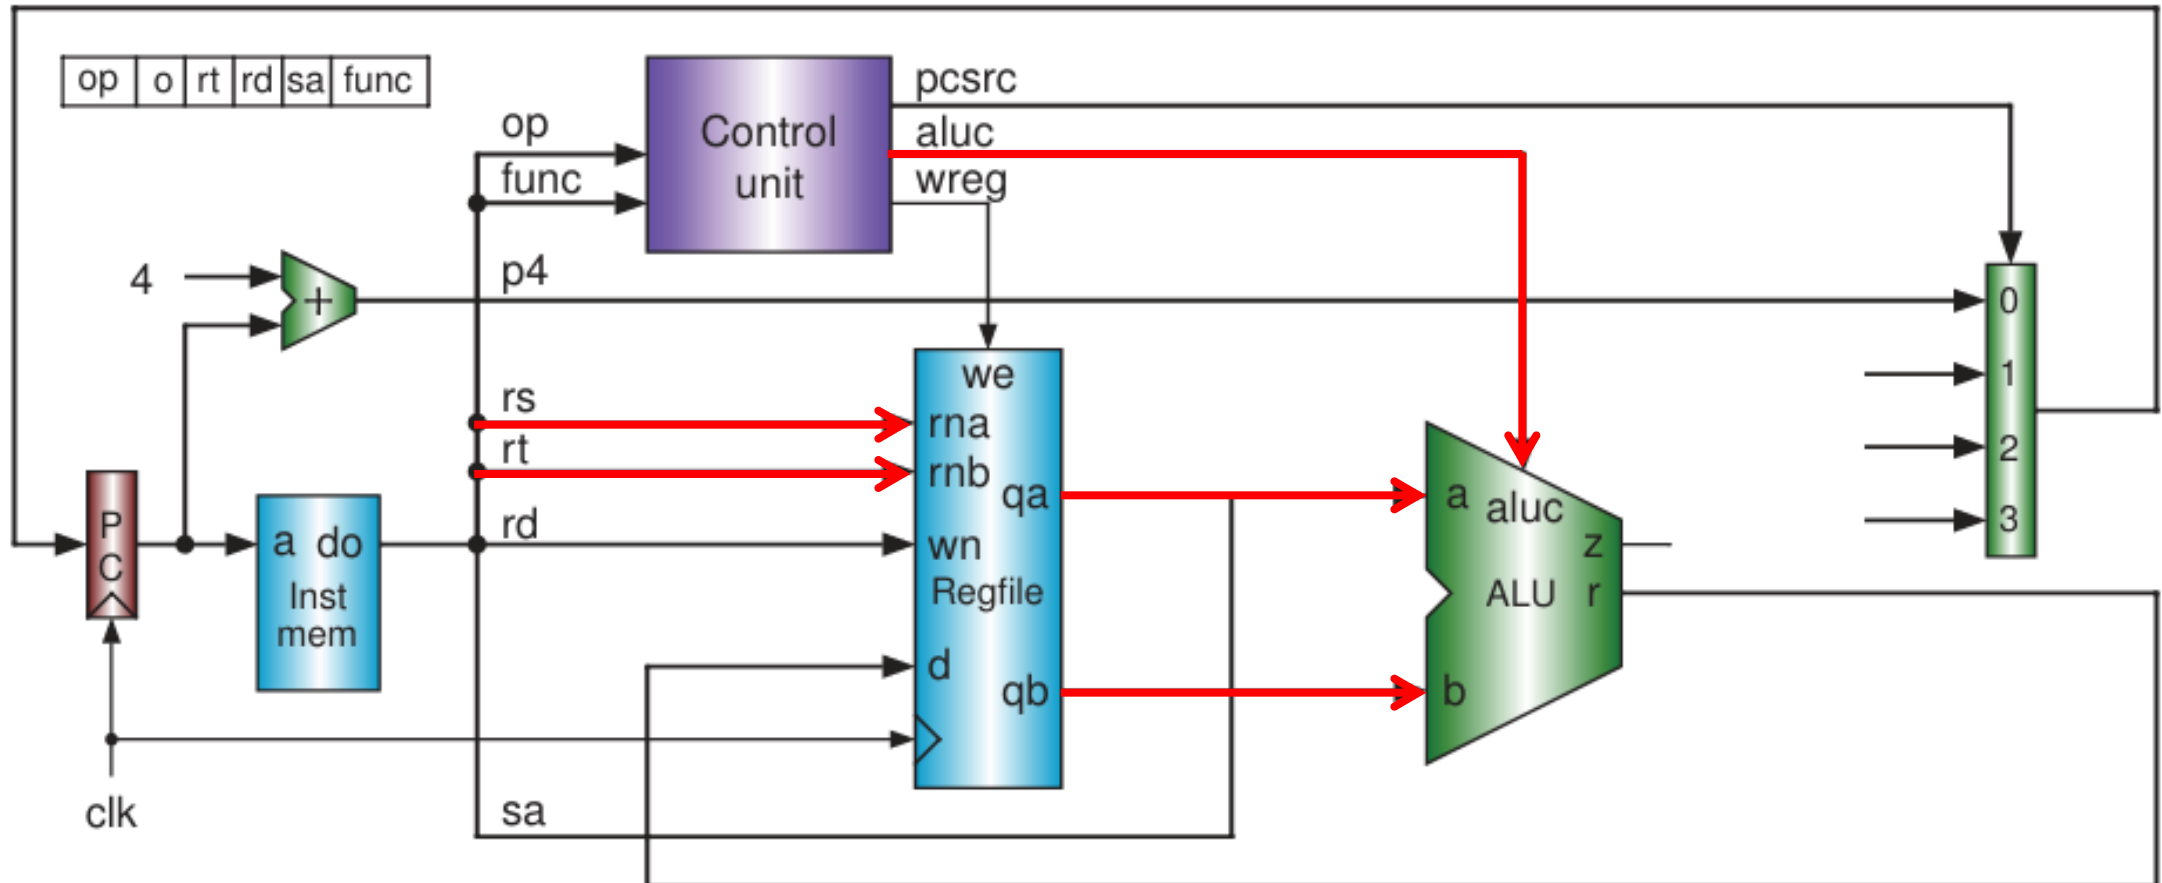 op o rt rd sa func
pcsrc
op
Control
unit
aluc
func
wreg
4
+
p4
0
we
1
rs
rna
rt
rnb
2
qa
a
aluc
P
C
a do
rd
wn
z
3
Inst
mem
Regfile
ALU
r
d
qb
b
clk
sa